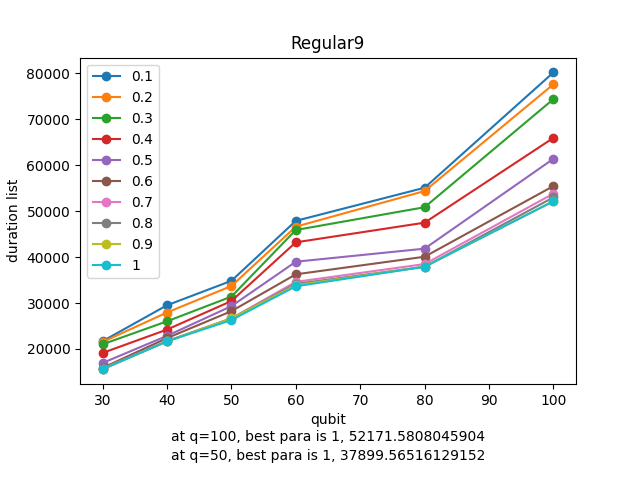 Regular9
80000
70000
60000
50000
40000
30000
20000
duration list
0.1
0.2
0.3
0.4
0.5
0.6
0.7
0.8
0.9
1
30 40 50 60 70 80 90 100
qubit
at q=100, best para is 1, 52171.5808045904
at q=50, best para is 1, 37899.56516129152